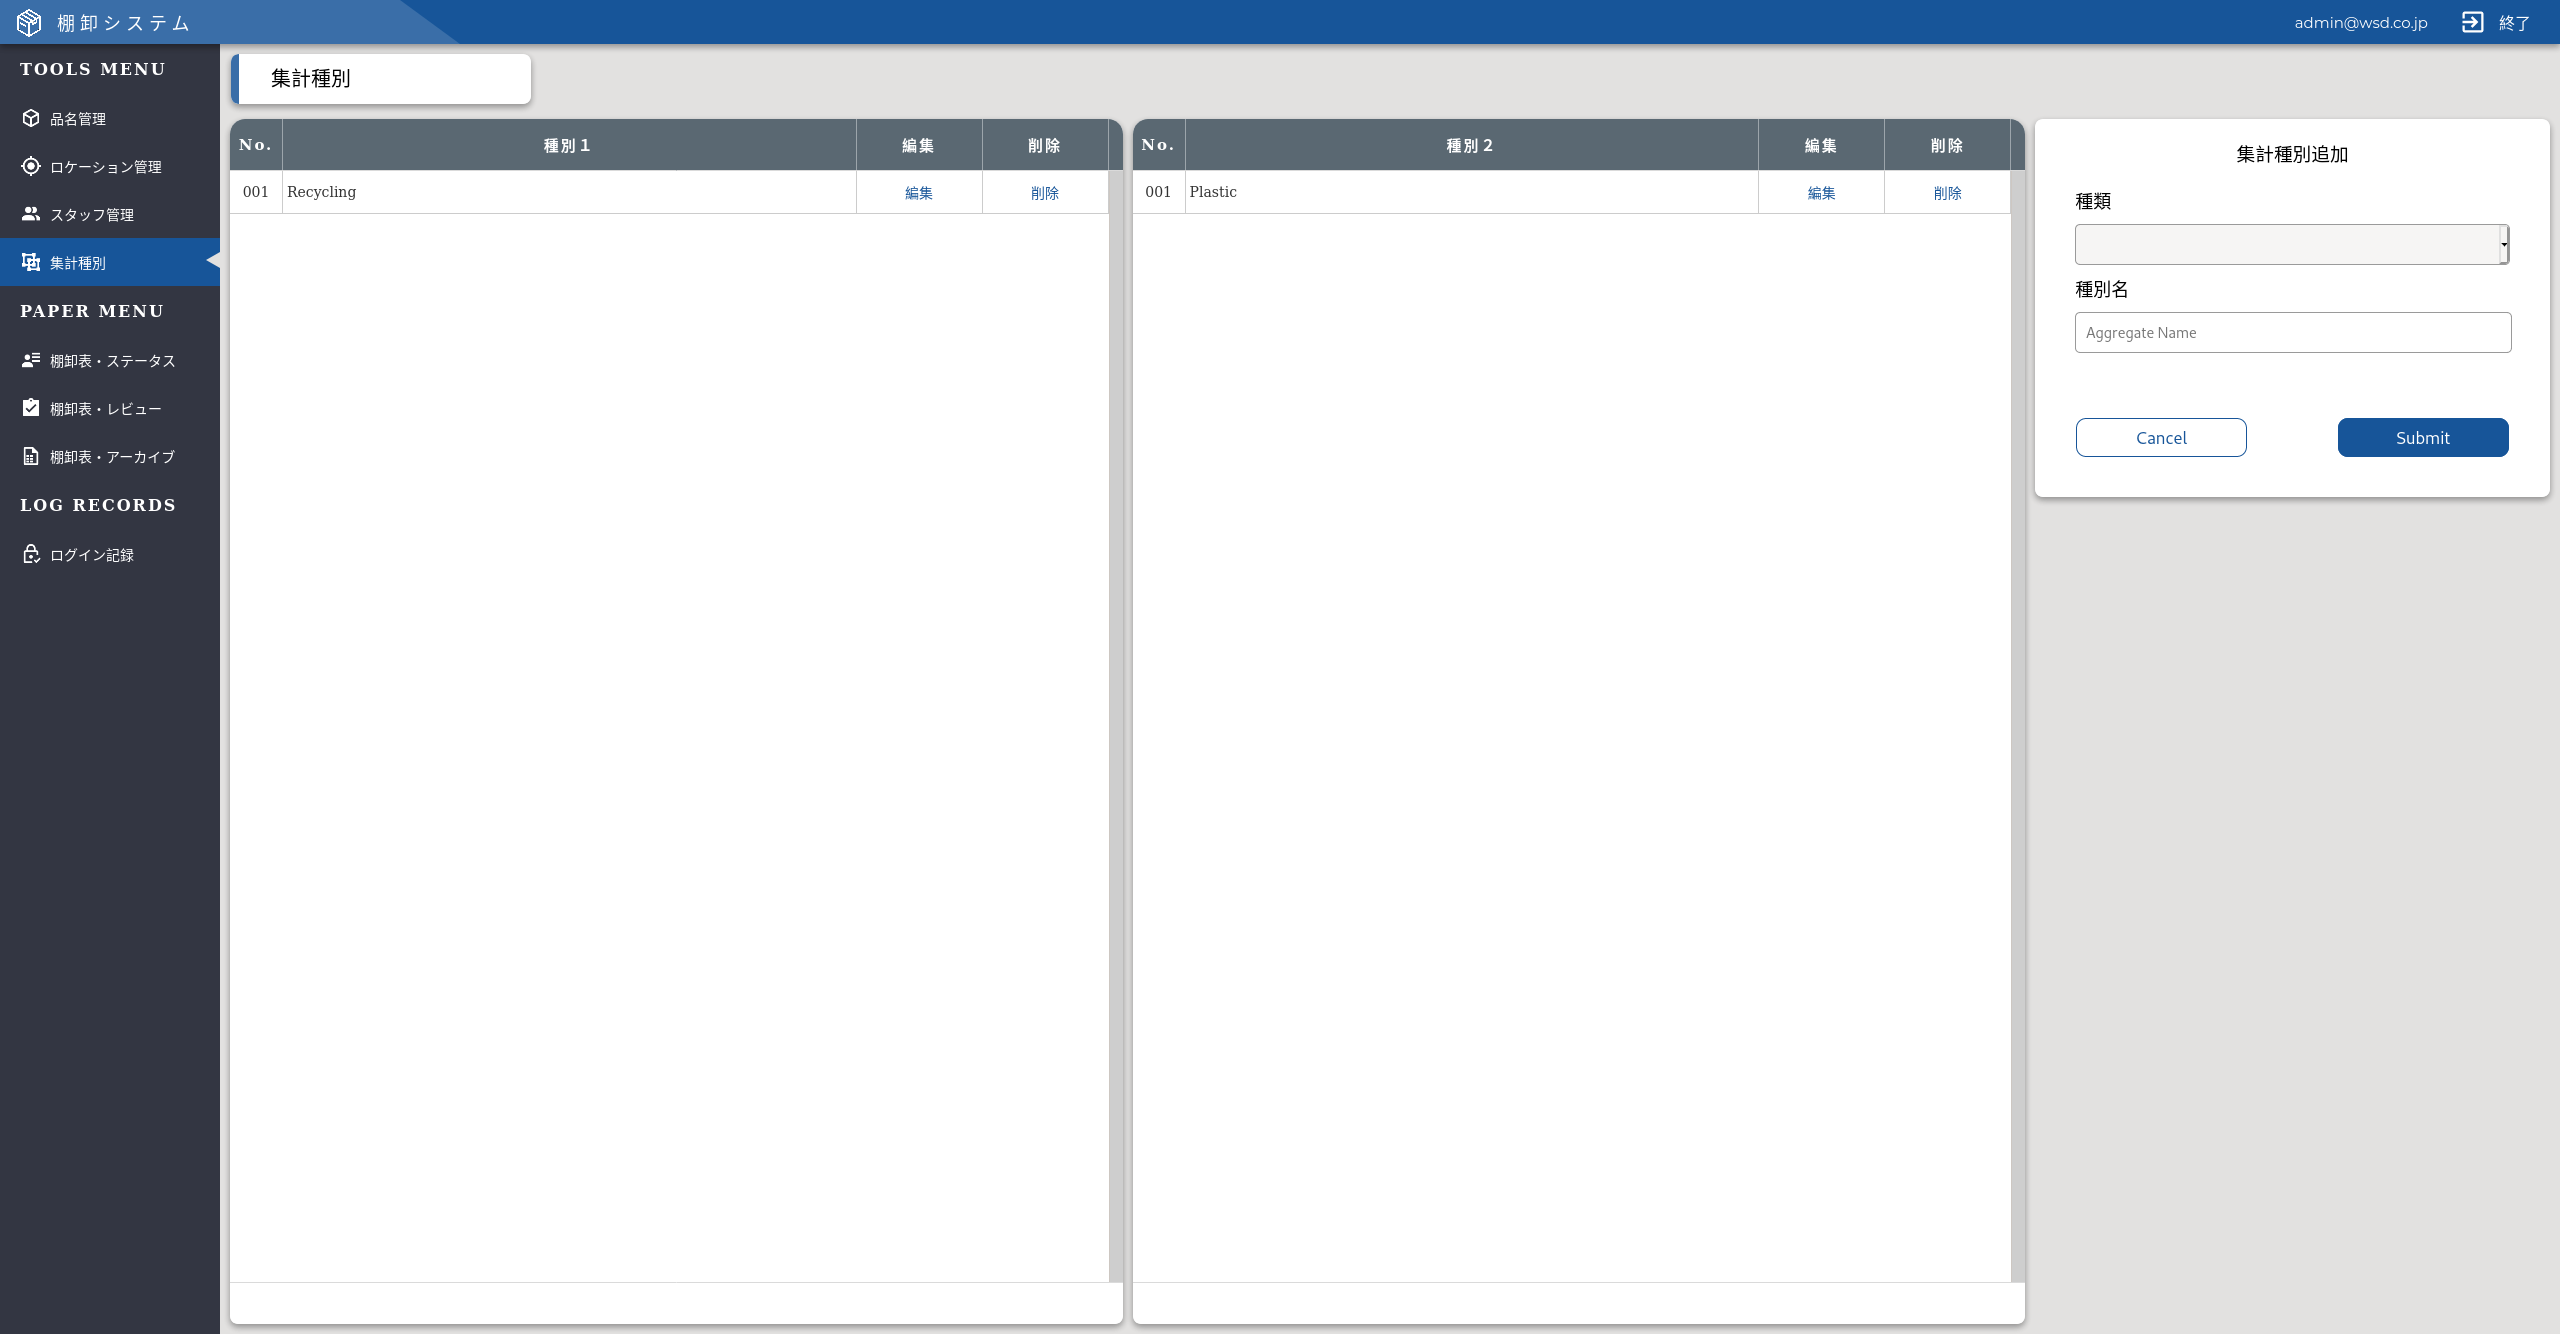 棚卸システム
admin@wsd.co.jp 終了
TOOLS MENU
品名管理
ロケーション管理
スタッフ管理
集計種別
PAPER MENU
棚卸表・ステータス
棚卸表・レビュー
棚卸表・アーカイブ
LOG RECORDS
ログイン記録
集計種別
No. 種別１ 編集 削除
001 Recycling 編集 削除
No. 種別２ 編集 削除
001 Plastic 編集 削除
集計種別追加
種類
種別名
Aggregate Name
Cancel Submit